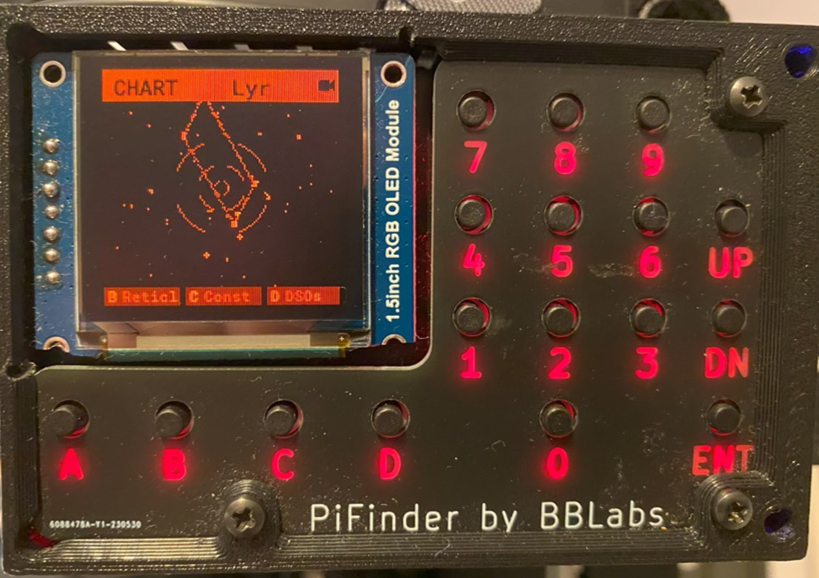 CHART Lyr
B Reticl C Const D DSOs
1.5inch RGB OLED Module
7 8 9
4 5 6 UP
1 2 3 DN
A B C D 0 ENT
6088478A-Y1-230530
PiFinder by BBLabs